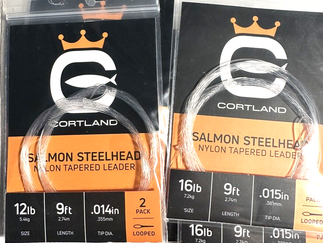 CORTLAND
SALMON STEELHEAD
NYLON TAPERED LEADER
12lb 9ft .014in 2 PACK
5.4kg 2.74m .355mm
SIZE LENGTH TIP DIA. LOOPED
CORTLAND
SALMON STEELHEA
NYLON TAPERED LEADER
16lb 9ft .015in
7.2kg 2.74m .381mm
SIZE LENGTH TIP DIA. LOOPED
16lb 9ft .015in